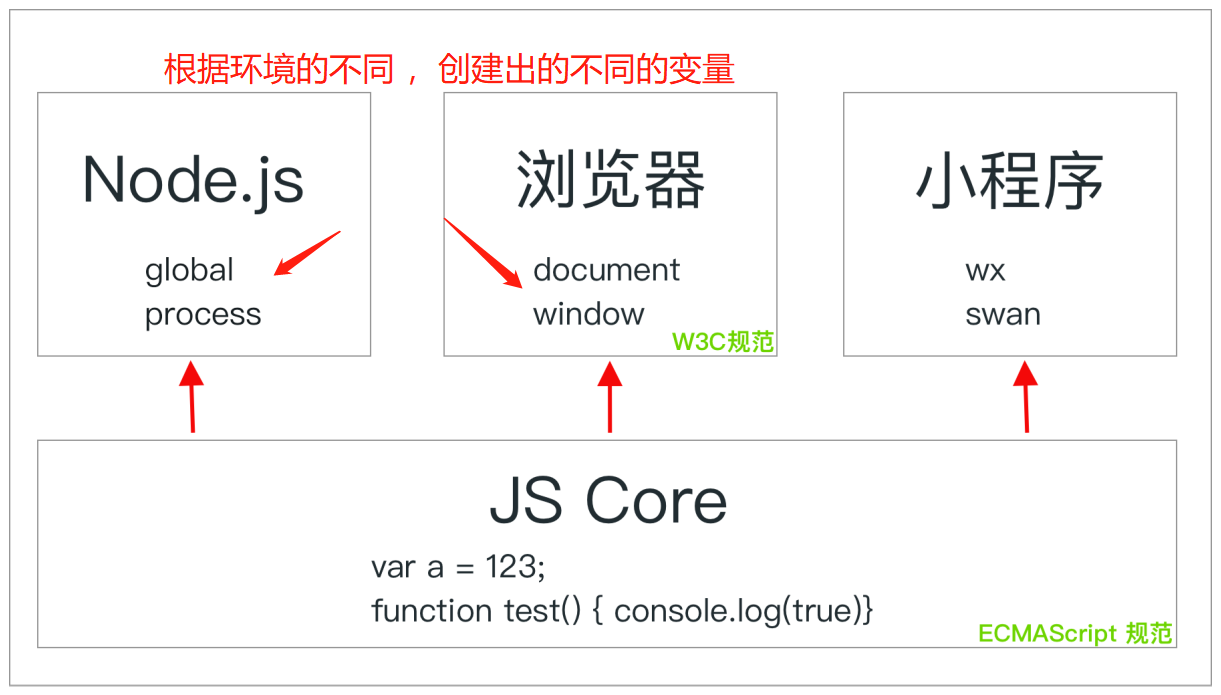 根据环境的不同 ，创建出的不同的变量
Node.js
global
process
浏览器
document
window
W3C规范
小程序
wx
swan
JS Core
var a = 123;
function test() { console.log(true)}
ECMAScript 规范